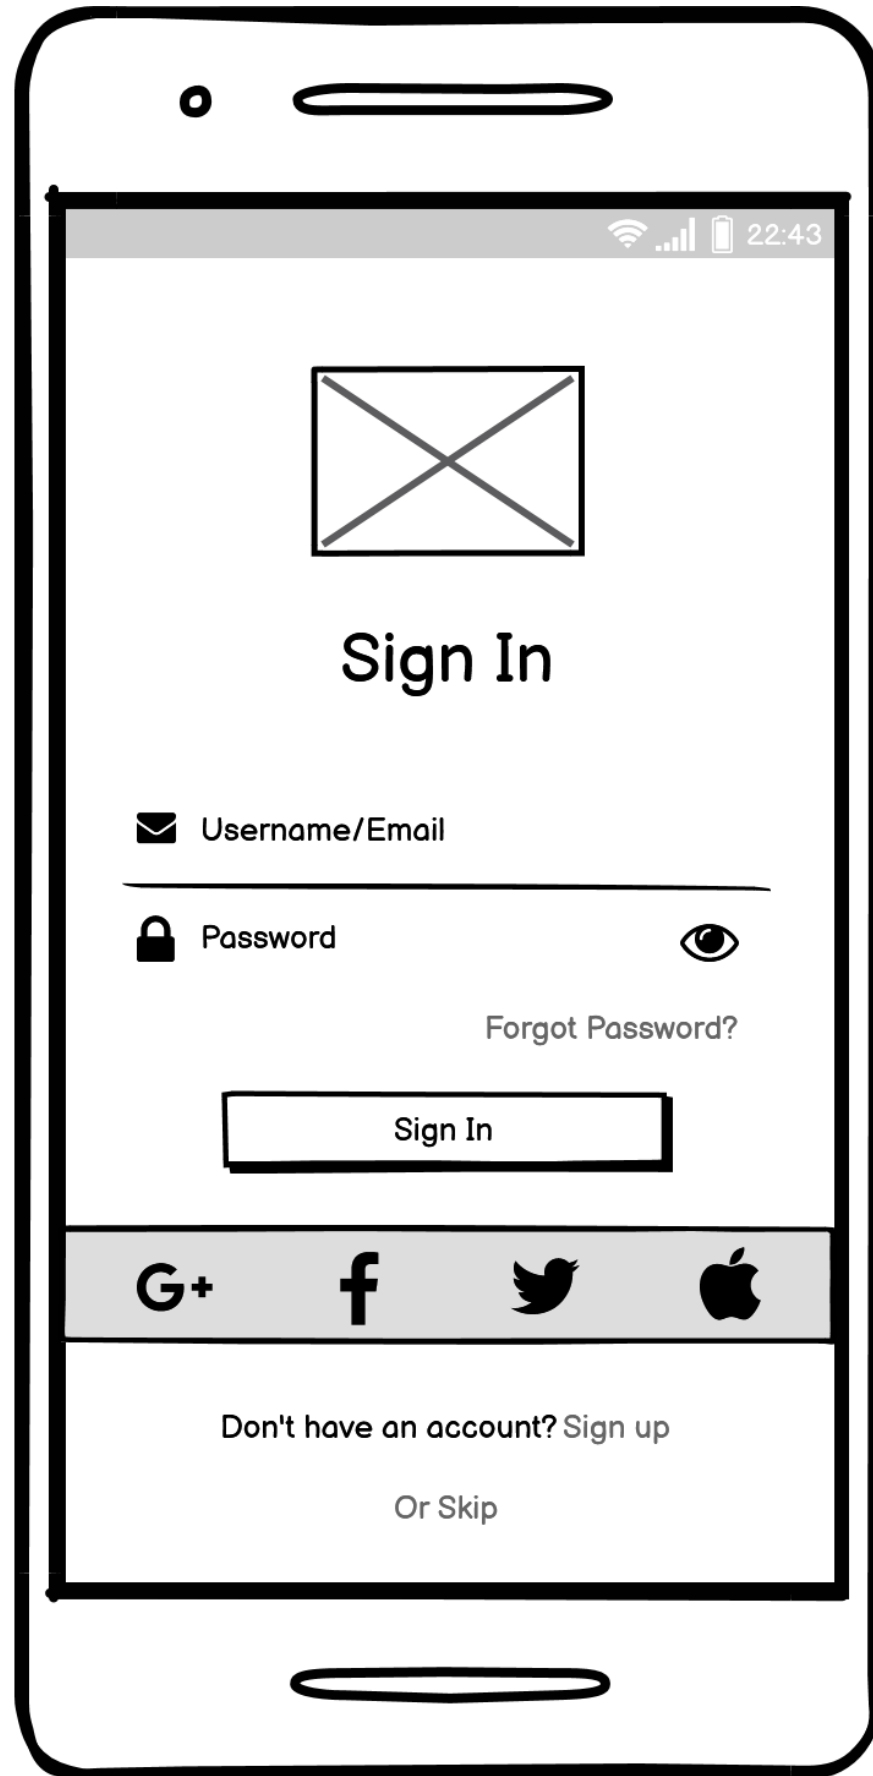 22:43
Sign In
Username/Email
Password
Forgot Password?
Sign In
G+ f
Don't have an account? Sign up
Or Skip